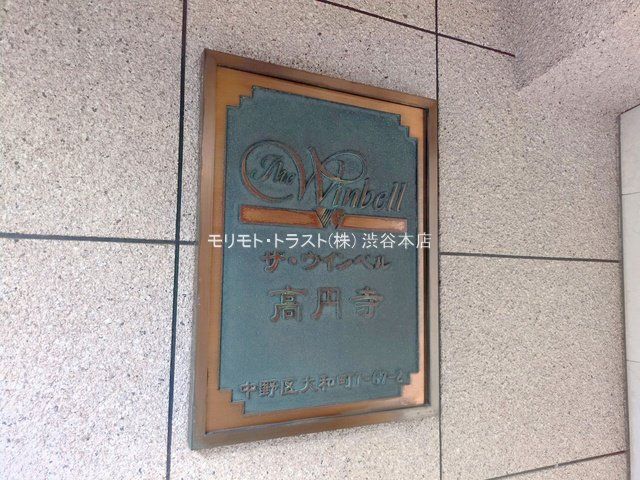 The Winbell
モリモト・トラスト(株) 渋谷本店
ザ・ウインベル
高円寺
中野区大和町1-67-2